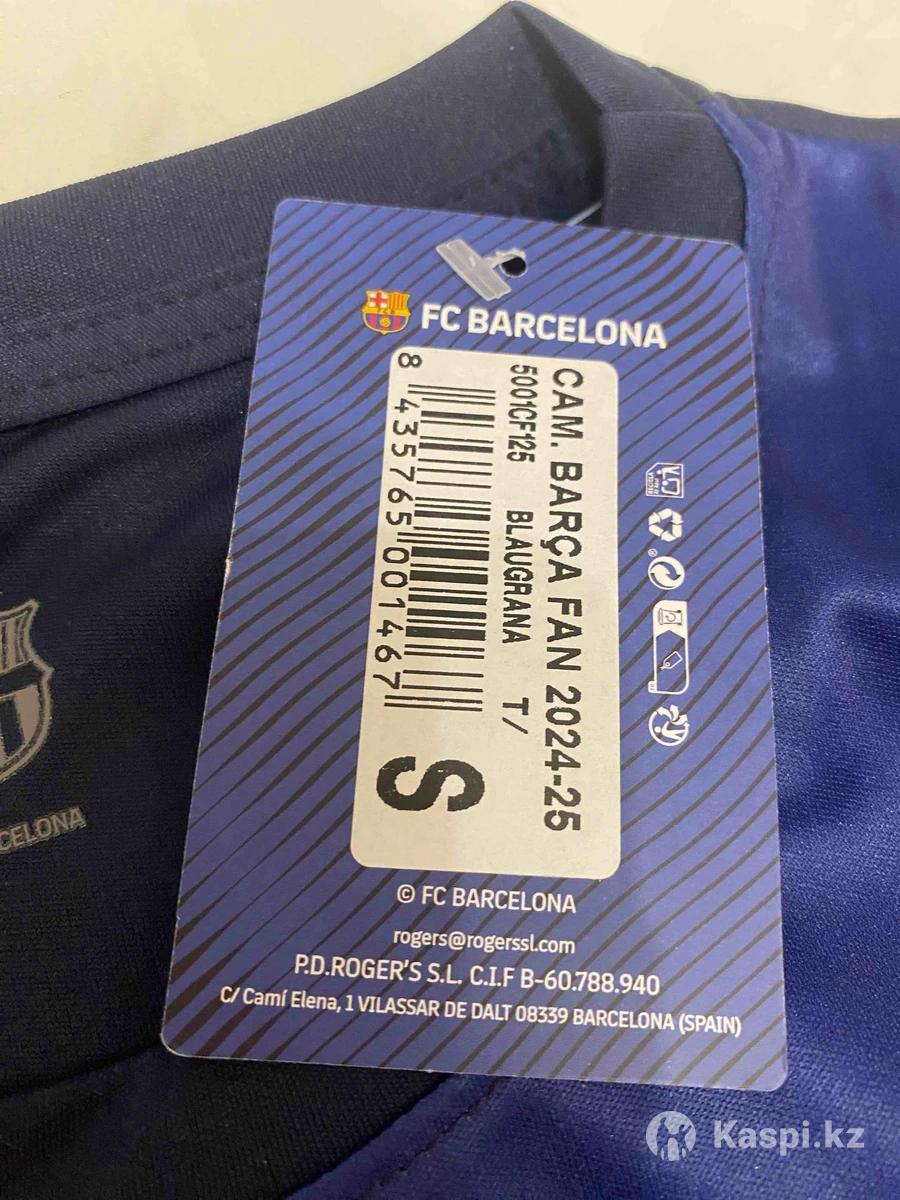 FC BARCELONA
CAM. BARÇA FAN 2024-25
5001CF125 BLAUGRANA T/
8 435765 001467
S
© FC BARCELONA
rogers@rogerssl.com
P.D.ROGER'S S.L. C.I.F B-60.788.940
C/ Camí Elena, 1 VILASSAR DE DALT 08339 BARCELONA (SPAIN)
CELONA
Kaspi.kz